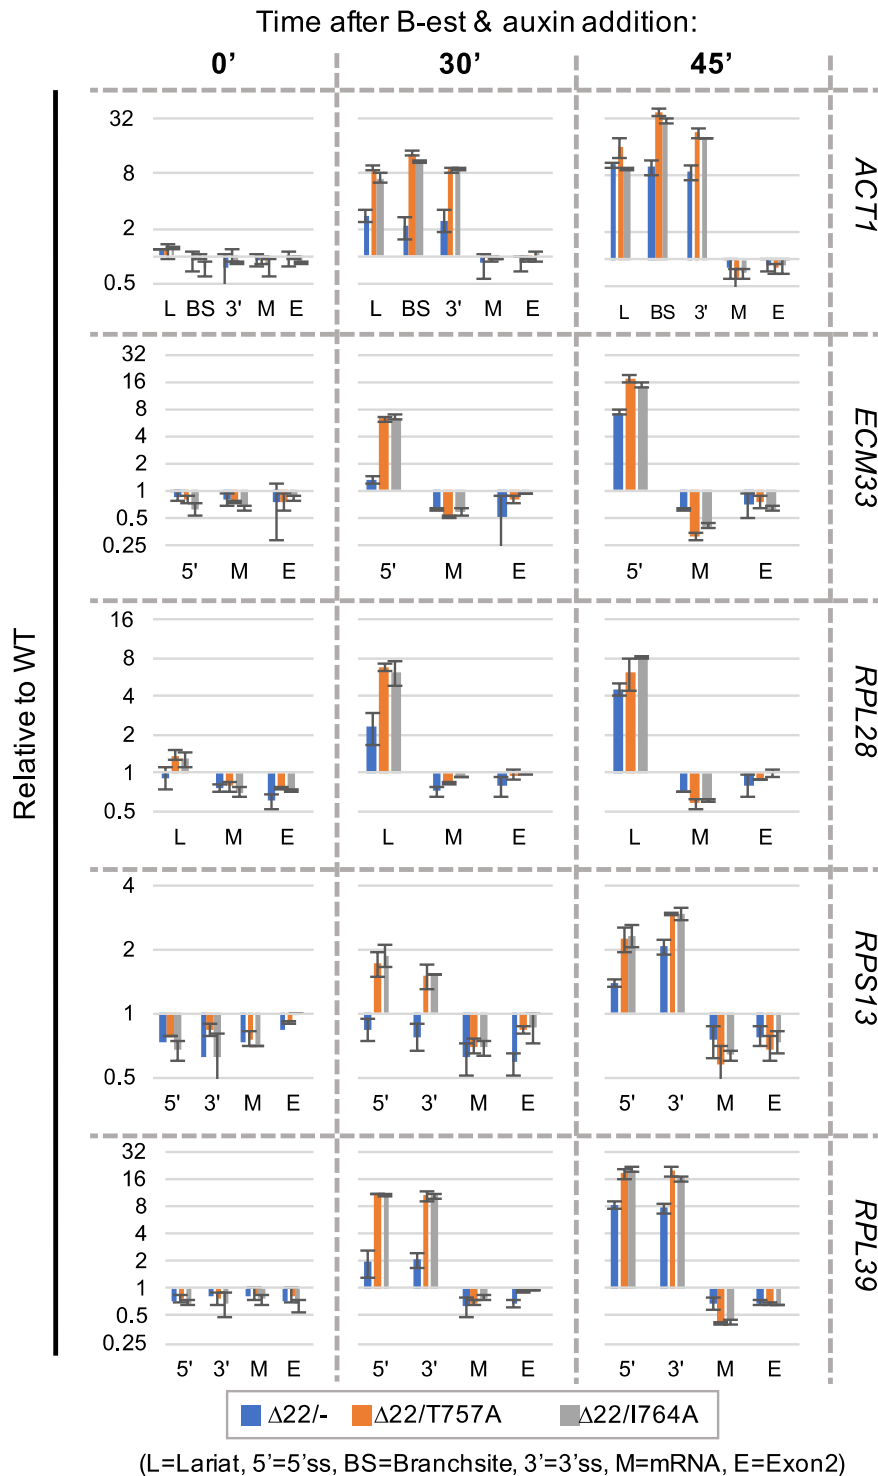 Time after B-est & auxin addition:
0’ 30’ 45’
Relative to WT
32
8
2
0.5
L BS 3' M E
L BS 3' M E
L BS 3' M E
ACT1
32
16
8
4
2
1
0.5
0.25
5' M E
5' M E
5' M E
ECM33
16
8
4
2
1
0.5
L M E
L M E
L M E
RPL28
4
2
1
0.5
5' 3' M E
5' 3' M E
5' 3' M E
RPS13
32
16
8
4
2
1
0.5
0.25
5' 3' M E
5' 3' M E
5' 3' M E
RPL39
Δ22/- Δ22/T757A Δ22/I764A
(L=Lariat, 5’=5’ss, BS=Branchsite, 3’=3’ss, M=mRNA, E=Exon2)